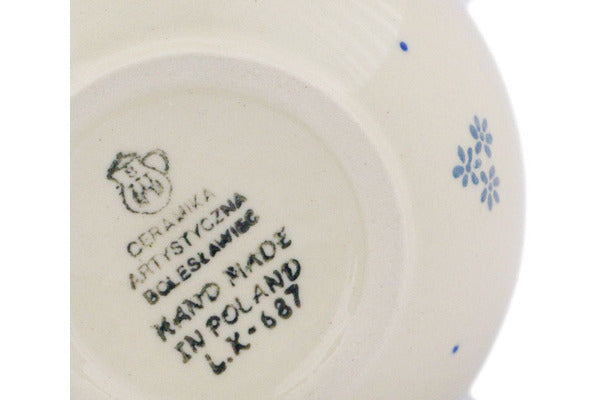 CERAMIKA
ARTYSTYCZNA
BOLESŁAWIEC
HAND MADE
IN POLAND
L.K-687